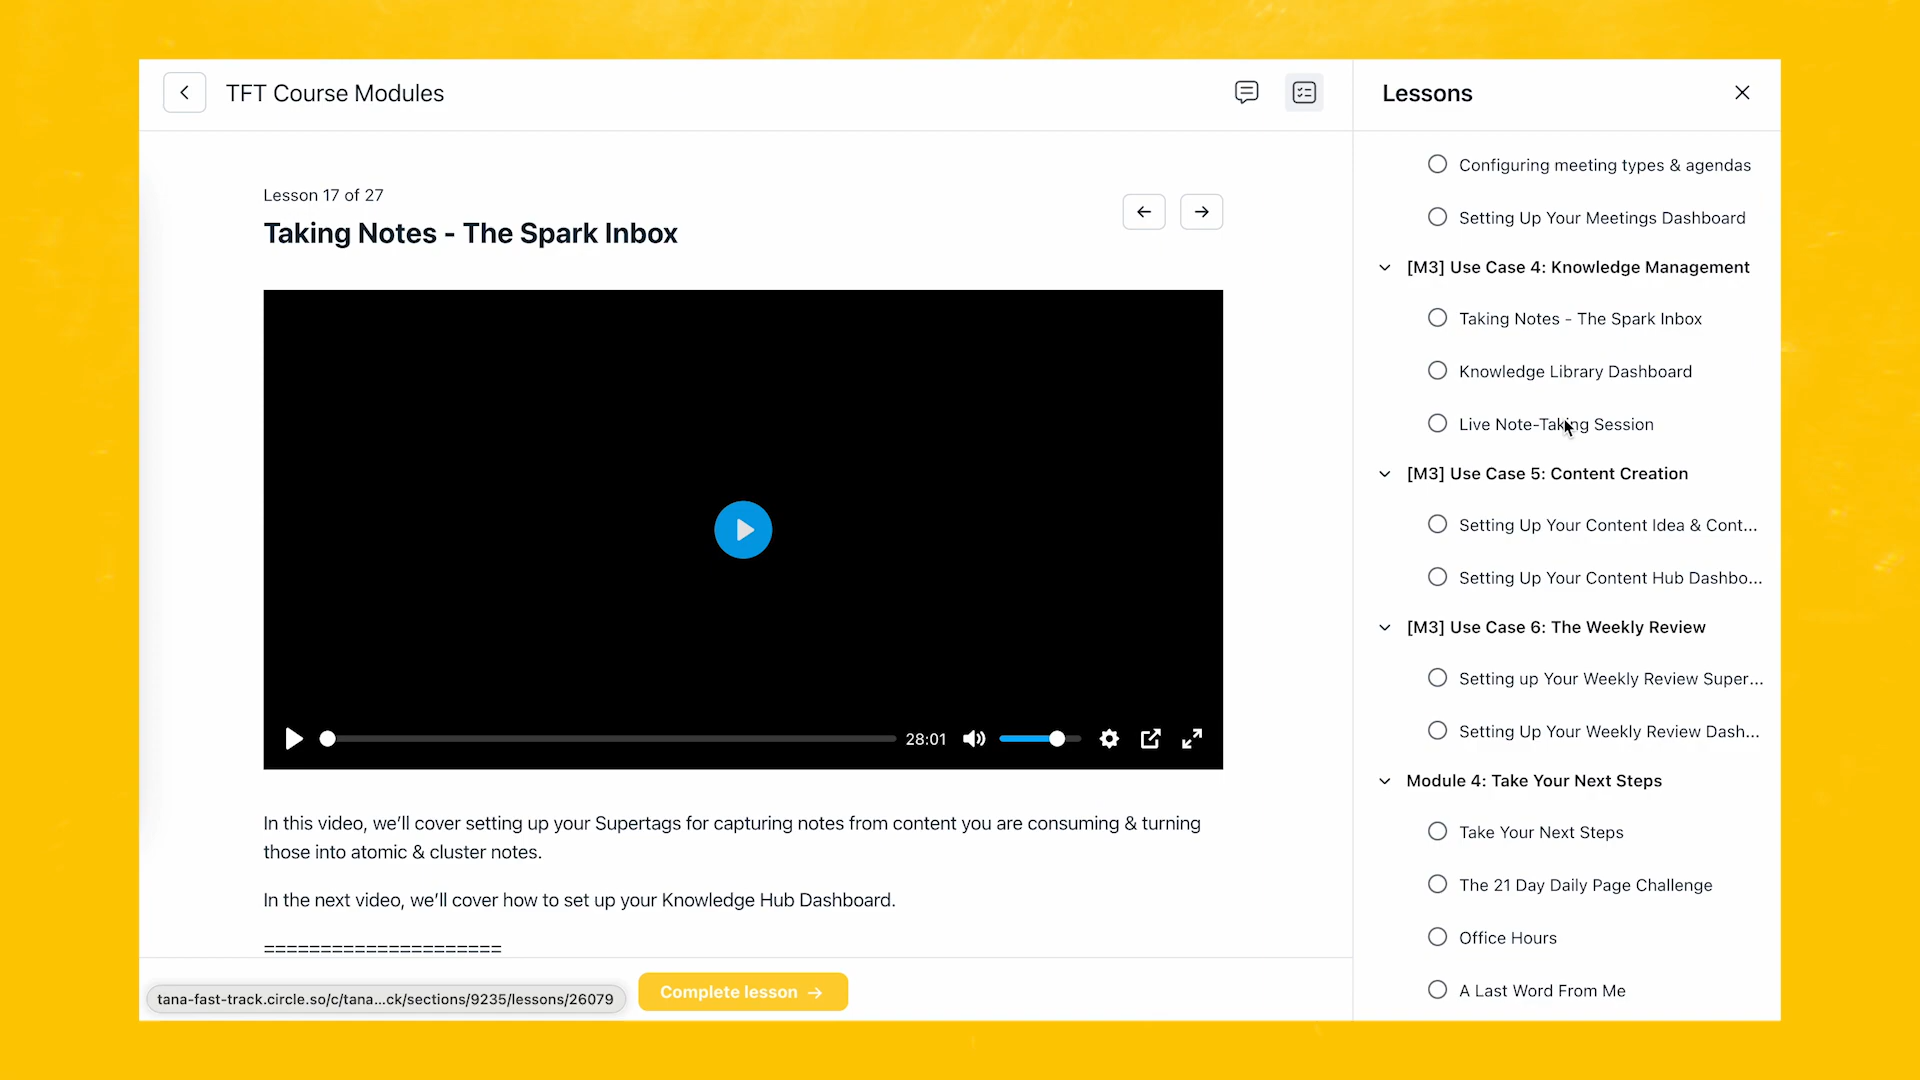 TFT Course Modules
Lesson 17 of 27
Taking Notes - The Spark Inbox
28:01
In this video, we'll cover setting up your Supertags for capturing notes from content you are consuming & turning
those into atomic & cluster notes.
In the next video, we'll cover how to set up your Knowledge Hub Dashboard.
=====================
tana-fast-track.circle.so/c/tana...ck/sections/9235/lessons/26079
Complete lesson →
Lessons
Configuring meeting types & agendas
Setting Up Your Meetings Dashboard
[M3] Use Case 4: Knowledge Management
Taking Notes - The Spark Inbox
Knowledge Library Dashboard
Live Note-Taking Session
[M3] Use Case 5: Content Creation
Setting Up Your Content Idea & Cont...
Setting Up Your Content Hub Dashbo...
[M3] Use Case 6: The Weekly Review
Setting up Your Weekly Review Super...
Setting Up Your Weekly Review Dash...
Module 4: Take Your Next Steps
Take Your Next Steps
The 21 Day Daily Page Challenge
Office Hours
A Last Word From Me